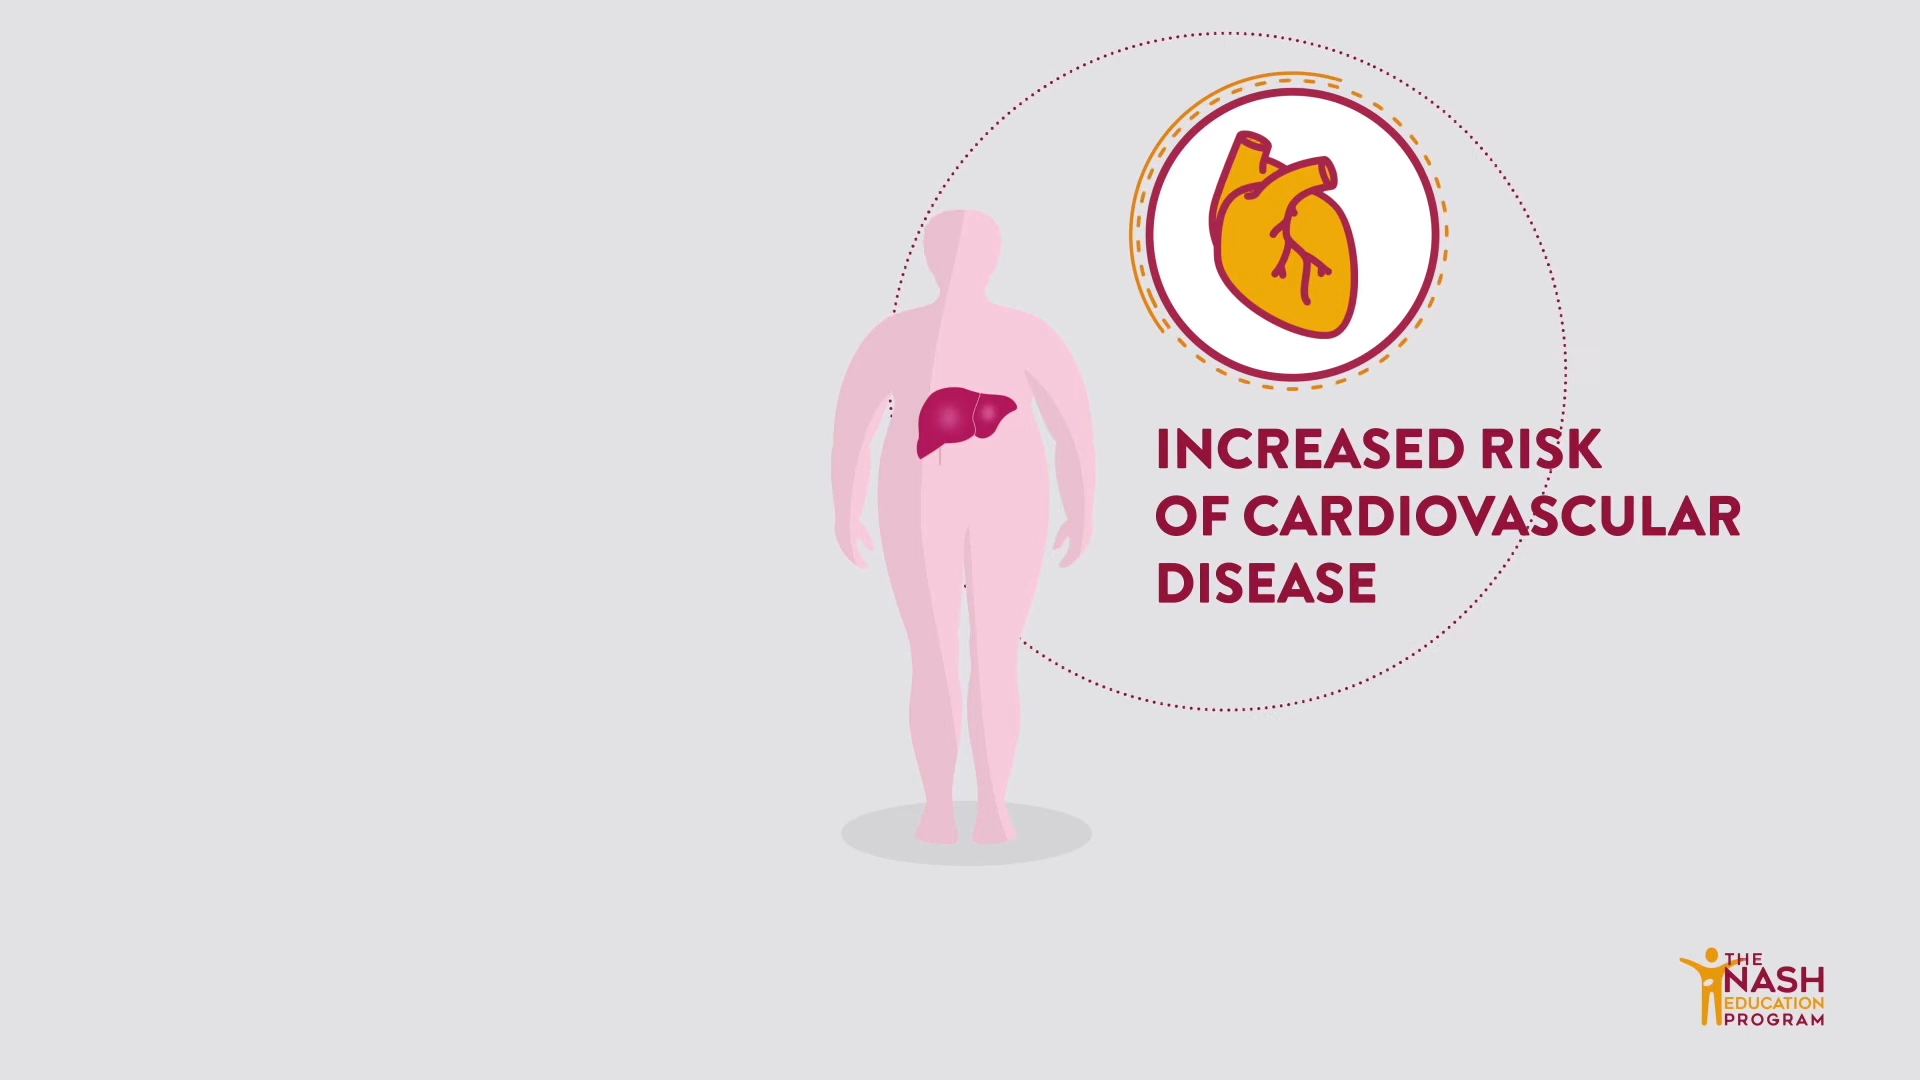 INCREASED RISK
OF CARDIOVASCULAR
DISEASE
THE
NASH
EDUCATION
PROGRAM